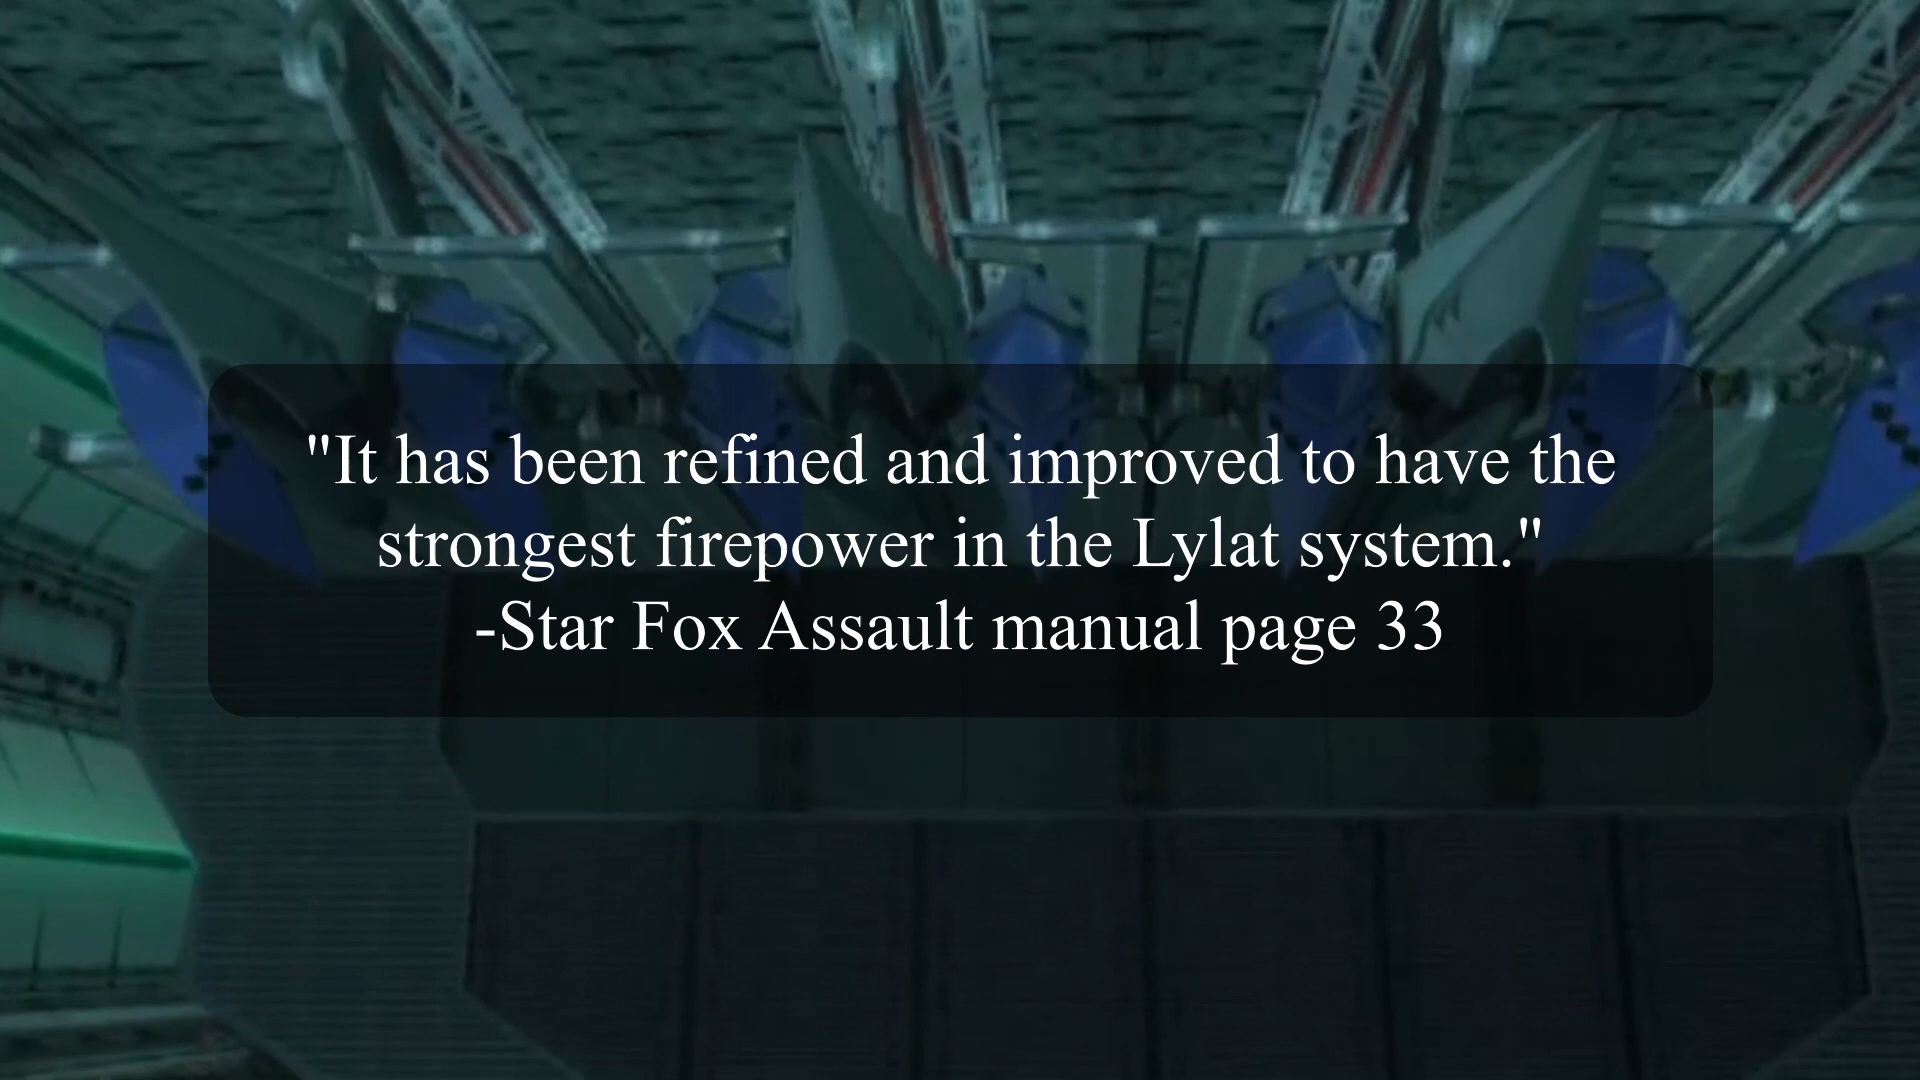 "It has been refined and improved to have the
strongest firepower in the Lylat system."
-Star Fox Assault manual page 33